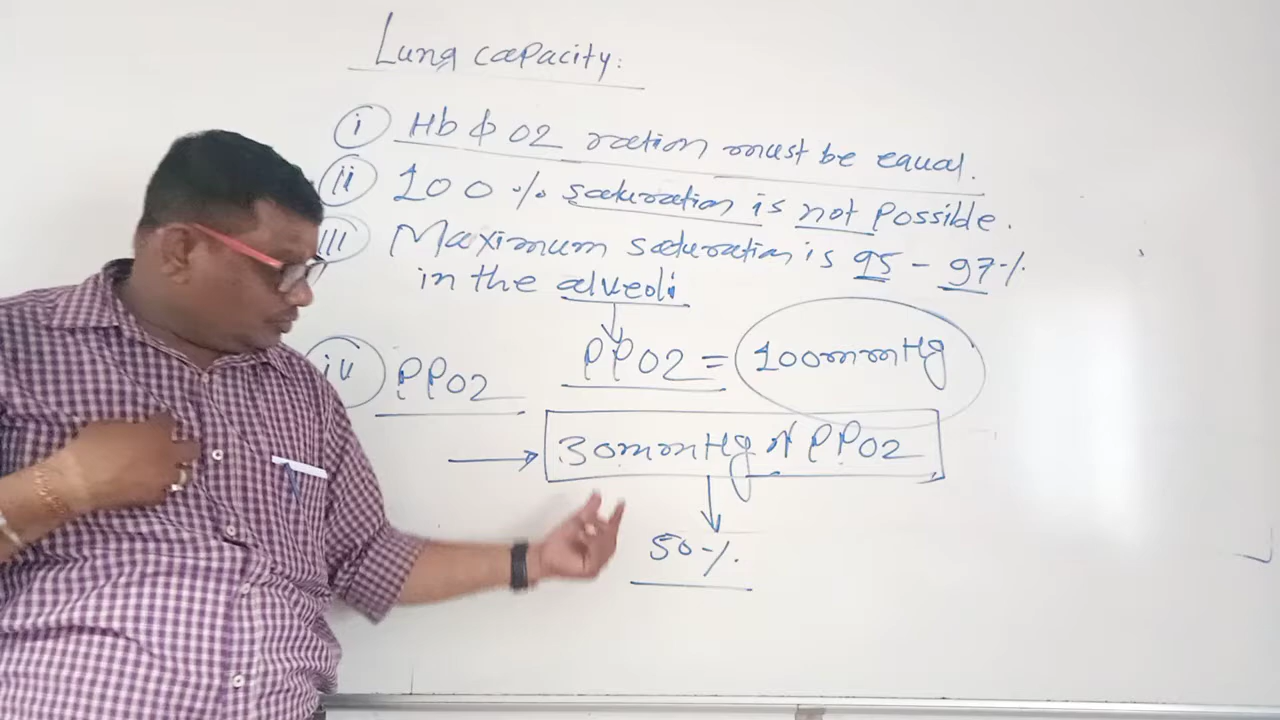 Lung capacity:
i Hb & O2 ration must be equal.
ii 100% saturation is not possible.
iii Maximum saturation is 95 - 97%
in the alveoli
PPO2 = 100mmHg
iv PPO2
30mmHg of PPO2
50%